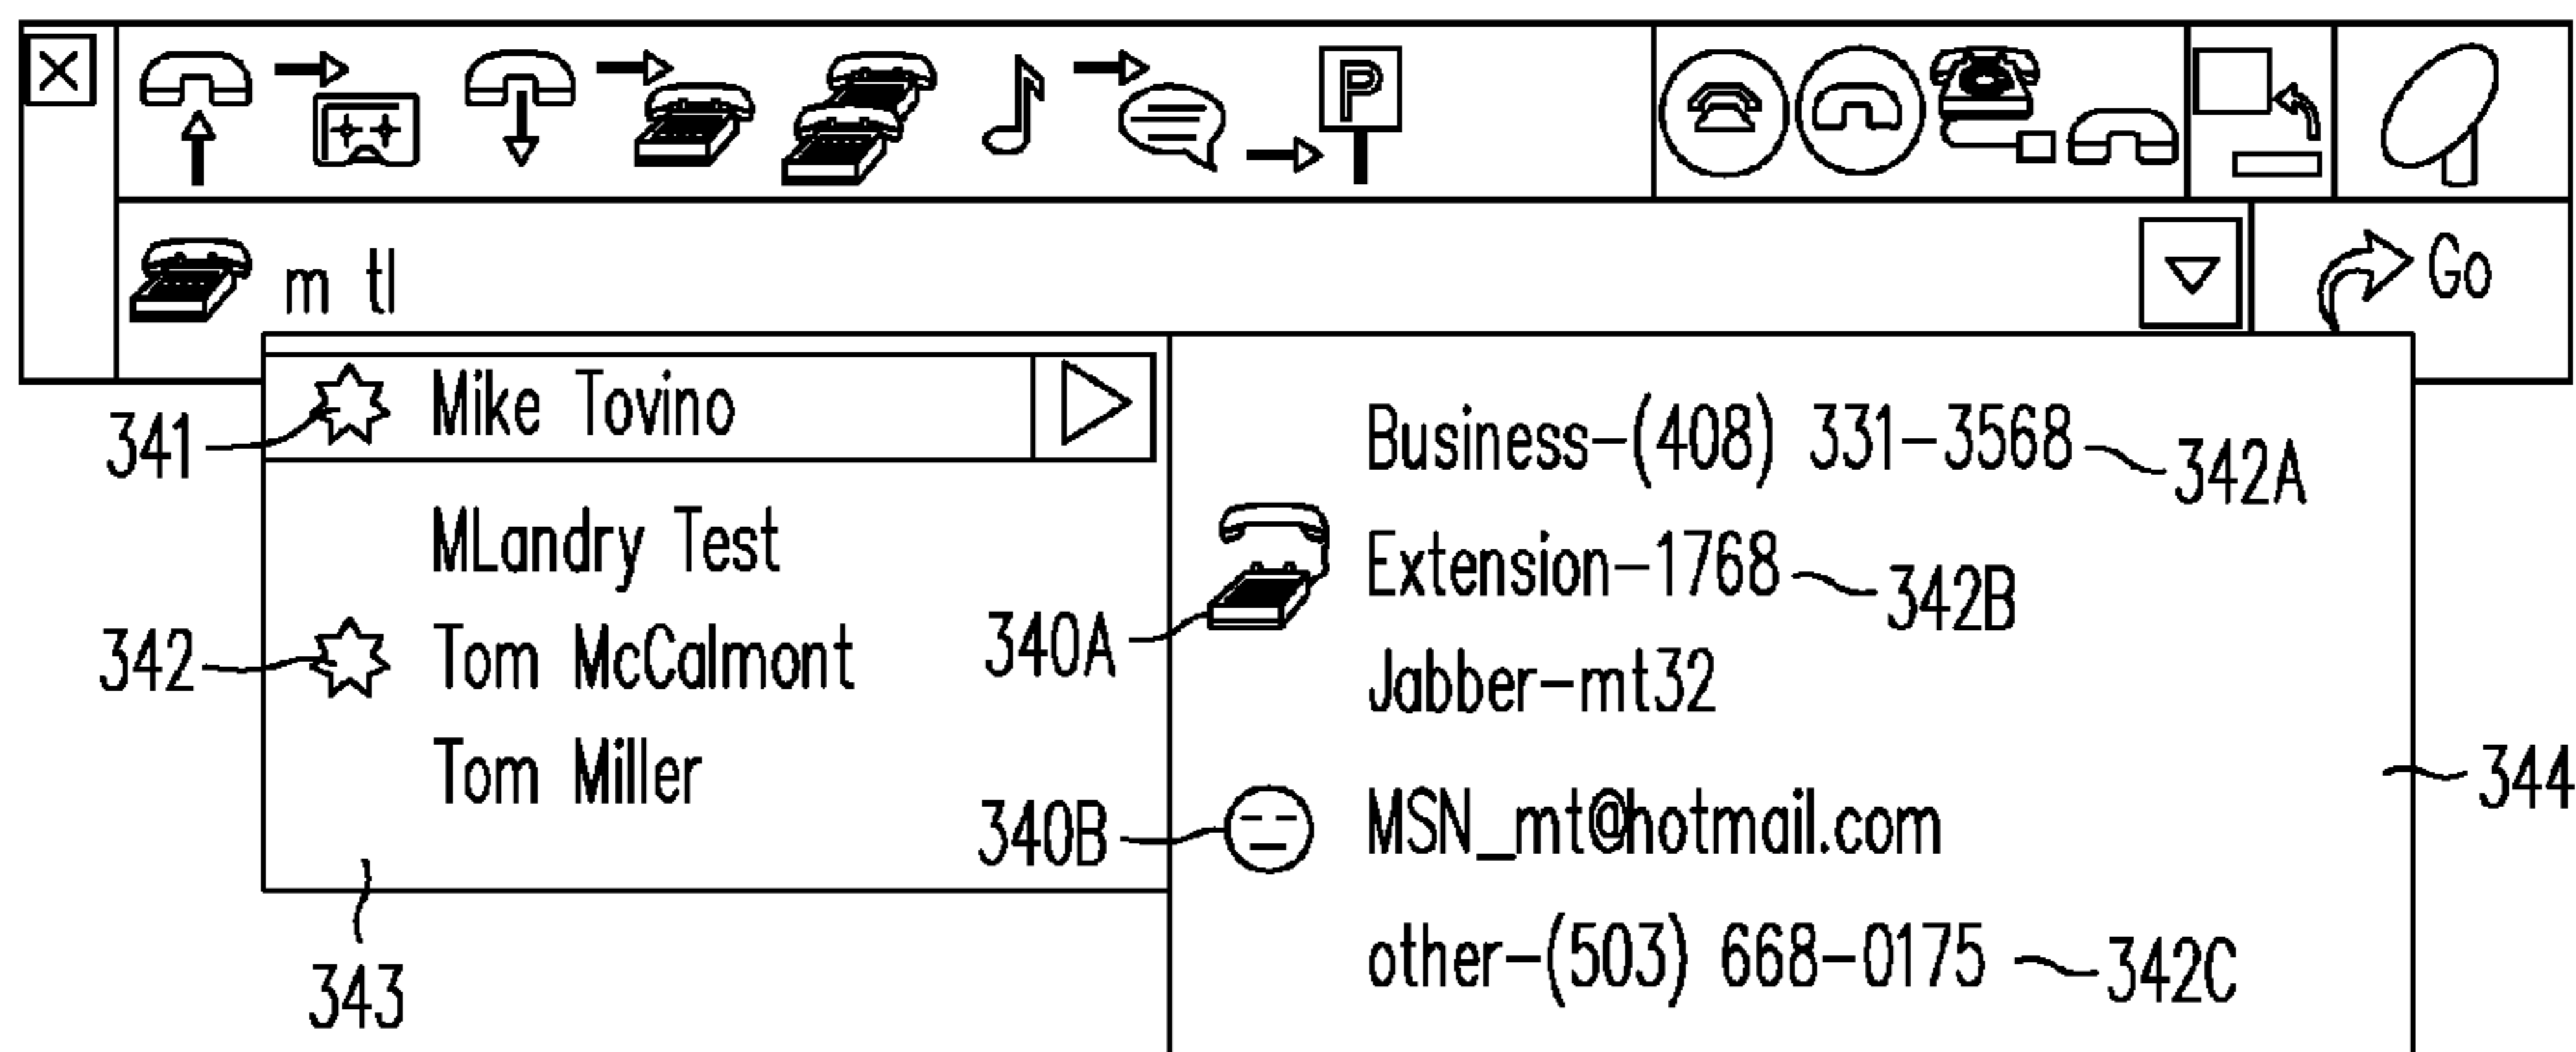 P
m tl
Go
341
Mike Tovino
MLandry Test
342
Tom McCalmont
Tom Miller
343
Business-(408) 331-3568
342A
340A
Extension-1768
342B
Jabber-mt32
344
340B
MSN_mt@hotmail.com
other-(503) 668-0175
342C